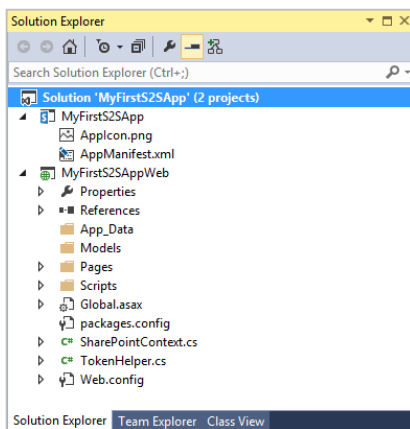 Solution Explorer
Search Solution Explorer (Ctrl+;)
Solution 'MyFirstS2SApp' (2 projects)
MyFirstS2SApp
AppIcon.png
AppManifest.xml
MyFirstS2SAppWeb
Properties
References
App_Data
Models
Pages
Scripts
Global.asax
packages.config
C# SharePointContext.cs
C# TokenHelper.cs
Web.config
Solution Explorer Team Explorer Class View